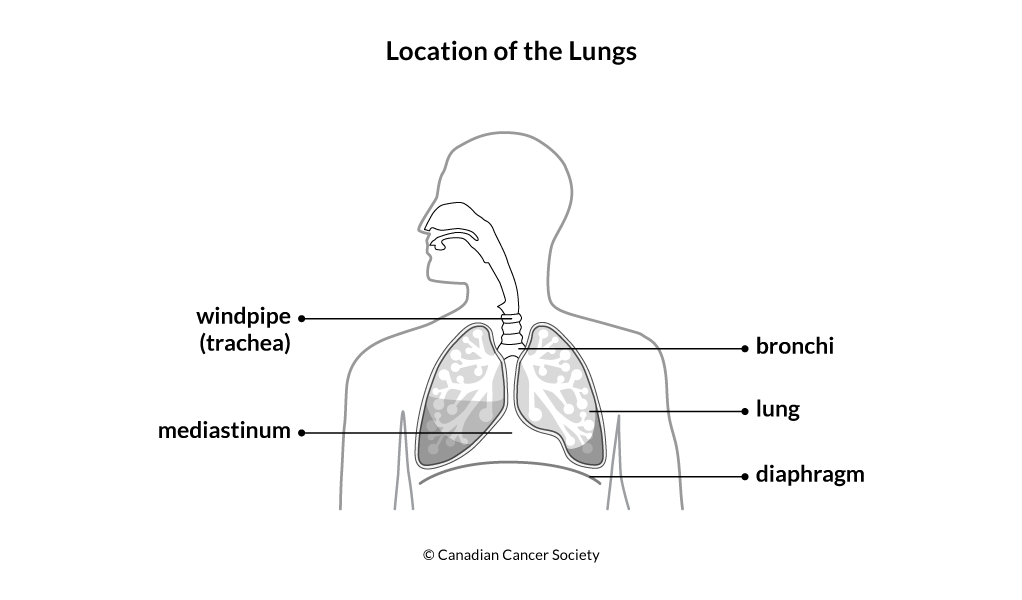 Location of the Lungs
windpipe
(trachea)
bronchi
lung
mediastinum
diaphragm
© Canadian Cancer Society